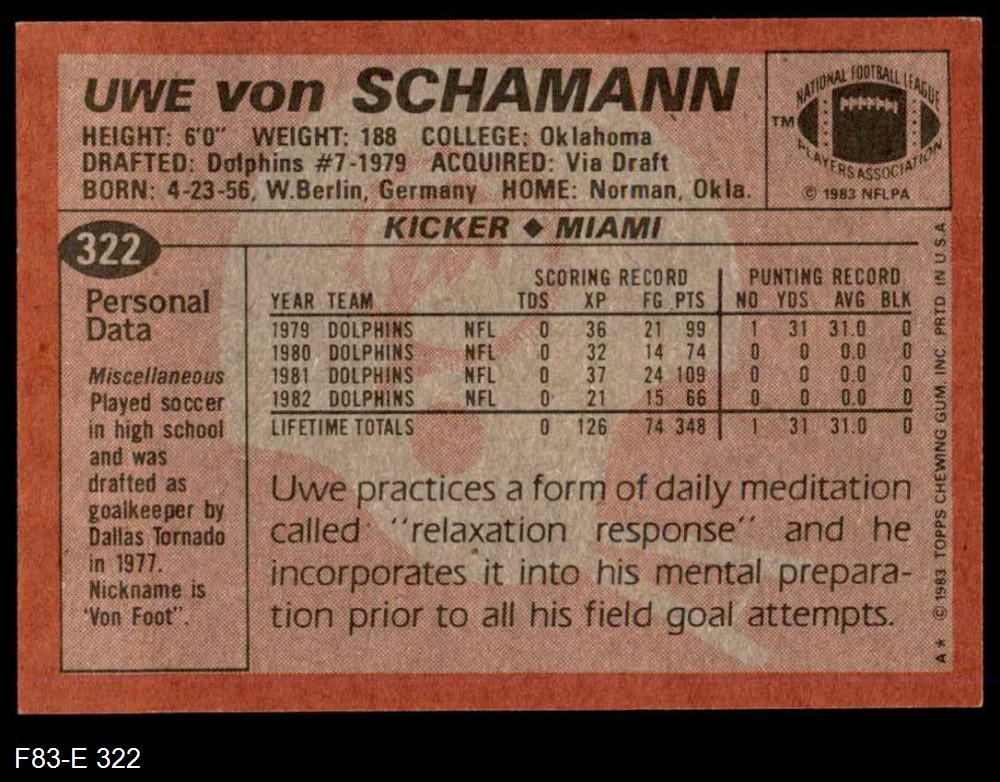 UWE von SCHAMANN
HEIGHT: 6'0" WEIGHT: 188 COLLEGE: Oklahoma
DRAFTED: Dolphins #7-1979 ACQUIRED: Via Draft
BORN: 4-23-56, W.Berlin, Germany HOME: Norman, Okla.
NATIONAL FOOTBALL LEAGUE
TM
PLAYERS ASSOCIATION
© 1983 NFLPA
KICKER ◆ MIAMI
322
Personal
Data
Miscellaneous
Played soccer
in high school
and was
drafted as
goalkeeper by
Dallas Tornado
in 1977.
Nickname is
'Von Foot".
SCORING RECORD PUNTING RECORD
YEAR TEAM TDS XP FG PTS NO YDS AVG BLK
1979 DOLPHINS NFL 0 36 21 99 1 31 31.0 0
1980 DOLPHINS NFL 0 32 14 74 0 0 0.0 0
1981 DOLPHINS NFL 0 37 24 109 0 0 0.0 0
1982 DOLPHINS NFL 0 21 15 66 0 0 0.0 0
LIFETIME TOTALS 0 126 74 348 1 31 31.0 0
Uwe practices a form of daily meditation
called "relaxation response" and he
incorporates it into his mental prepara-
tion prior to all his field goal attempts.
A* © 1983 TOPPS CHEWING GUM, INC. PRTD. IN U.S.A
F83-E 322